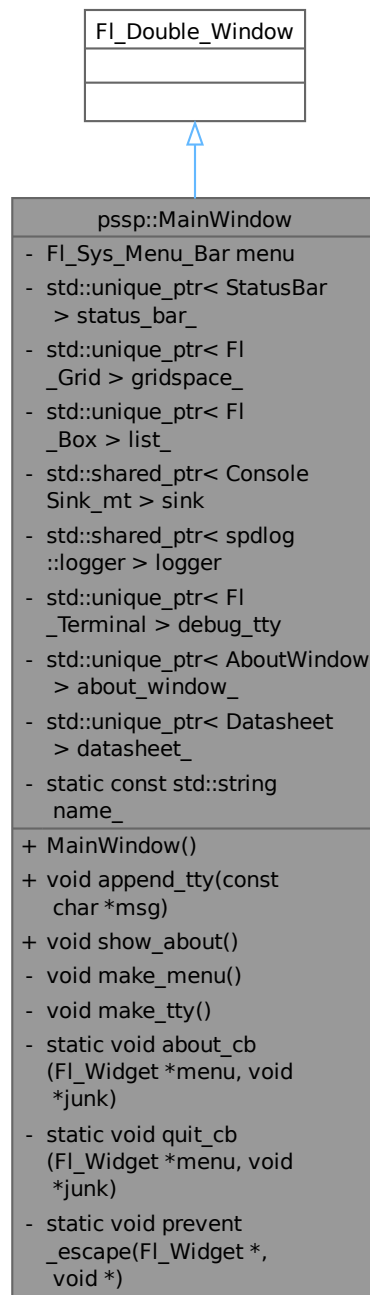 Fl_Double_Window
pssp::MainWindow
- Fl_Sys_Menu_Bar menu
- std::unique_ptr< StatusBar
> status_bar_
- std::unique_ptr< Fl
_Grid > gridspace_
- std::unique_ptr< Fl
_Box > list_
- std::shared_ptr< Console
Sink_mt > sink
- std::shared_ptr< spdlog
::logger > logger
- std::unique_ptr< Fl
_Terminal > debug_tty
- std::unique_ptr< AboutWindow
> about_window_
- std::unique_ptr< Datasheet
> datasheet_
- static const std::string
name_
+ MainWindow()
+ void append_tty(const
char *msg)
+ void show_about()
- void make_menu()
- void make_tty()
- static void about_cb
(Fl_Widget *menu, void
*junk)
- static void quit_cb
(Fl_Widget *menu, void
*junk)
- static void prevent
_escape(Fl_Widget *,
void *)